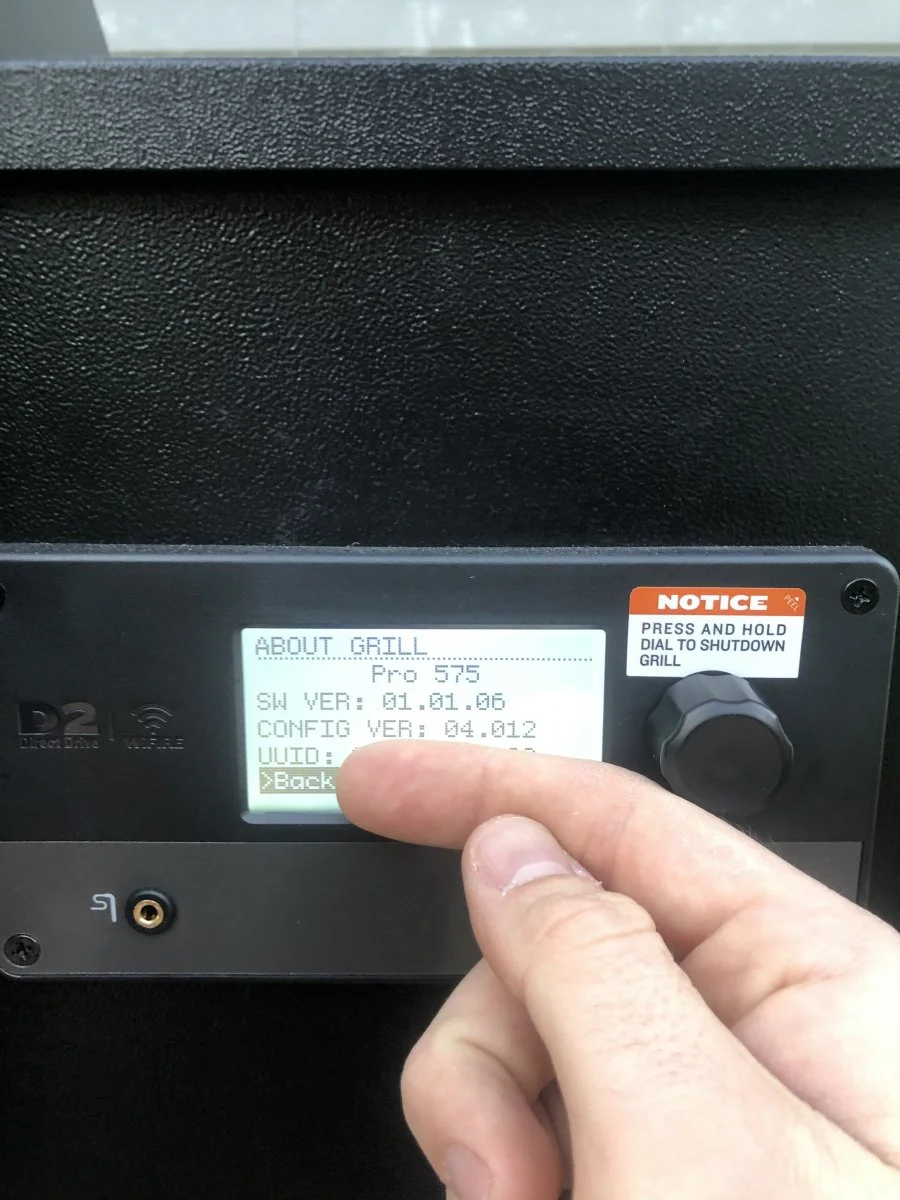 NOTICE
PEEL
PRESS AND HOLD
DIAL TO SHUTDOWN
GRILL
ABOUT GRILL
Pro 575
SW VER: 01.01.06
CONFIG VER: 04.012
UUID:
>Back
D2
Direct Drive
WiFIRE